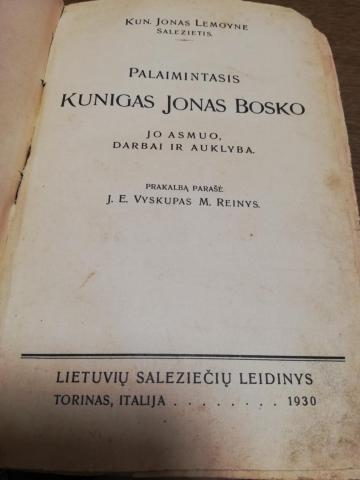 KUN. JONAS LEMOYNE
SALEZIETIS.
PALAIMINTASIS
KUNIGAS JONAS BOSKO
JO ASMUO,
DARBAI IR AUKLYBA.
PRAKALBĄ PARAŠĖ
J. E. VYSKUPAS M. REINYS.
LIETUVIŲ SALEZIEČIŲ LEIDINYS
TORINAS, ITALIJA . . . . . . . . 1930